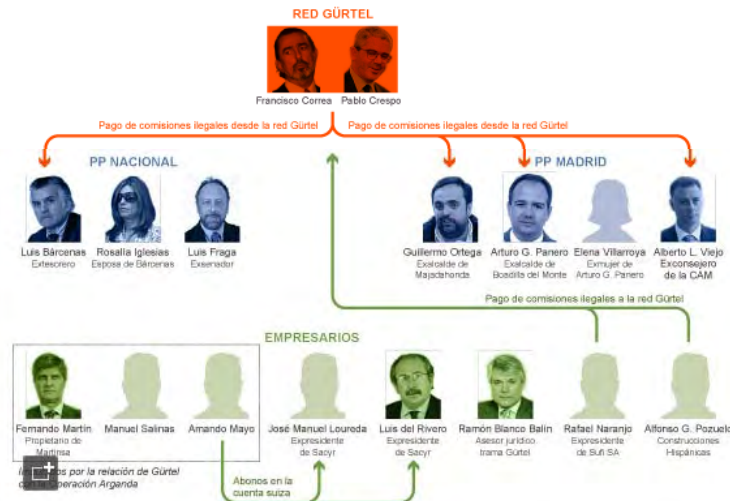 RED GÜRTEL
Francisco Correa
Pablo Crespo
Pago de comisiones ilegales desde la red Gürtel
Pago de comisiones ilegales desde la red Gürtel
PP NACIONAL
PP MADRID
Luis Bárcenas
Extesorero
Rosalía Iglesias
Esposa de Bárcenas
Luis Fraga
Exsenador
Guillermo Ortega
Exalcalde de
Majadahonda
Arturo G. Panero
Exalcalde de
Boadilla del Monte
Elena Villarroya
Exmujer de
Arturo G. Panero
Alberto L. Viejo
Exconsejero
de la CAM
Pago de comisiones ilegales a la red Gürtel
EMPRESARIOS
Fernando Martín
Propietario de
Martinsa
Manuel Salinas
Amando Mayo
José Manuel Loureda
Expresidente
de Sacyr
Luis del Rivero
Expresidente
de Sacyr
Ramón Blanco Balín
Asesor jurídico
trama Gürtel
Rafael Naranjo
Expresidente
de Sufi SA
Alfonso G. Pozuelo
Construcciones
Hispánicas
por la relación de Gürtel
Operación Arganda
Abonos en la
cuenta suiza